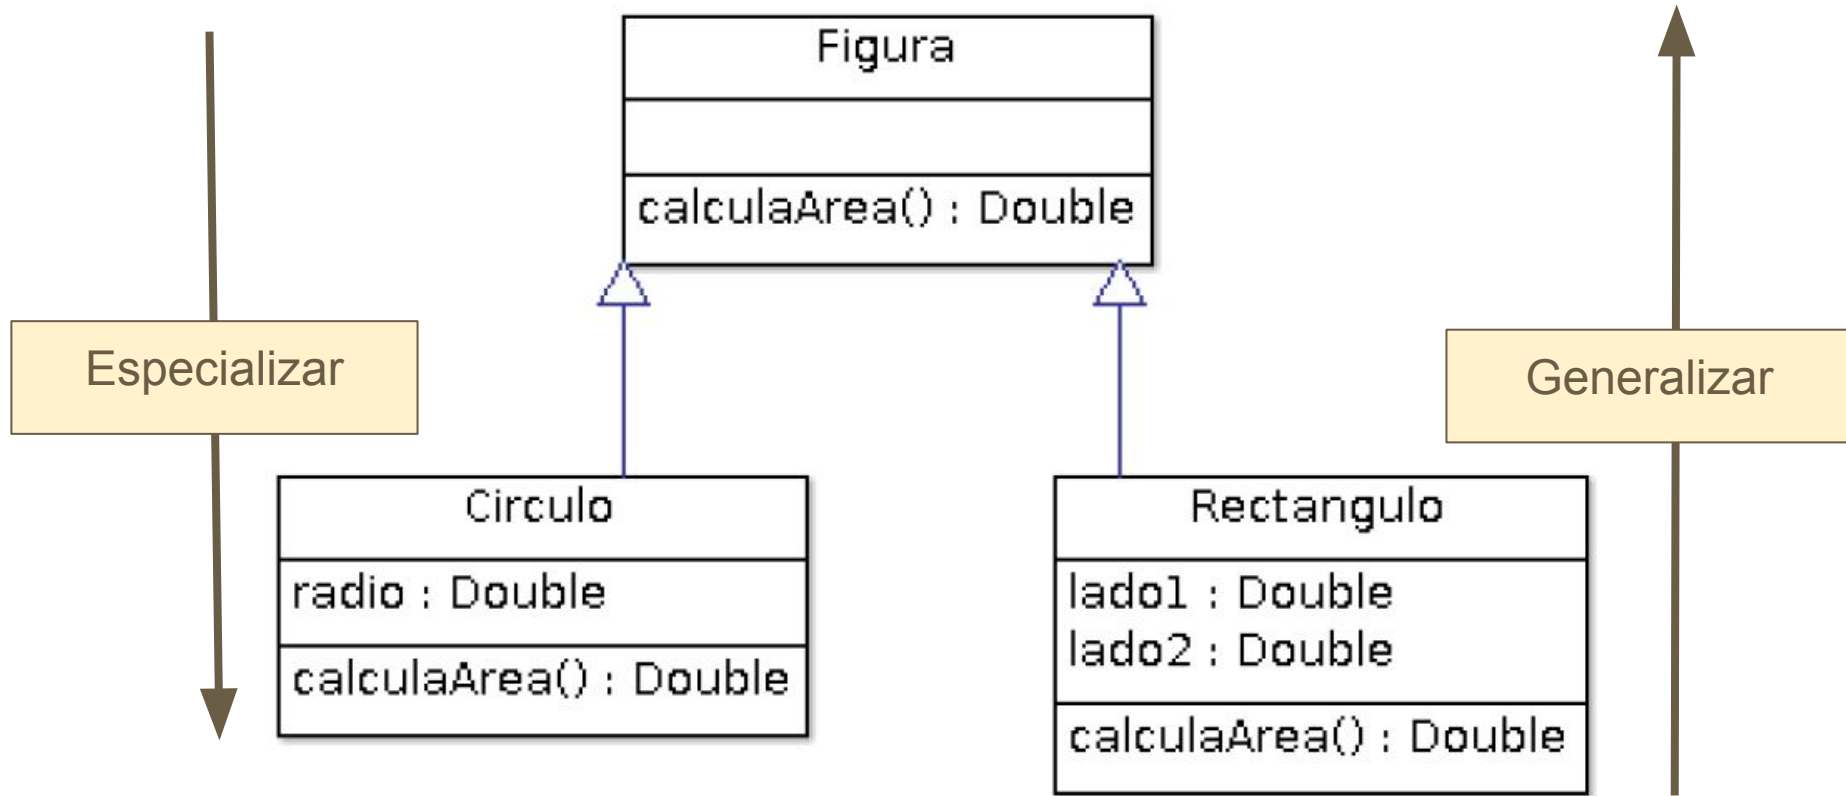 Figura
calculaArea() : Double
Especializar
Generalizar
Circulo
radio : Double
calculaArea() : Double
Rectangulo
lado1 : Double
lado2 : Double
calculaArea() : Double